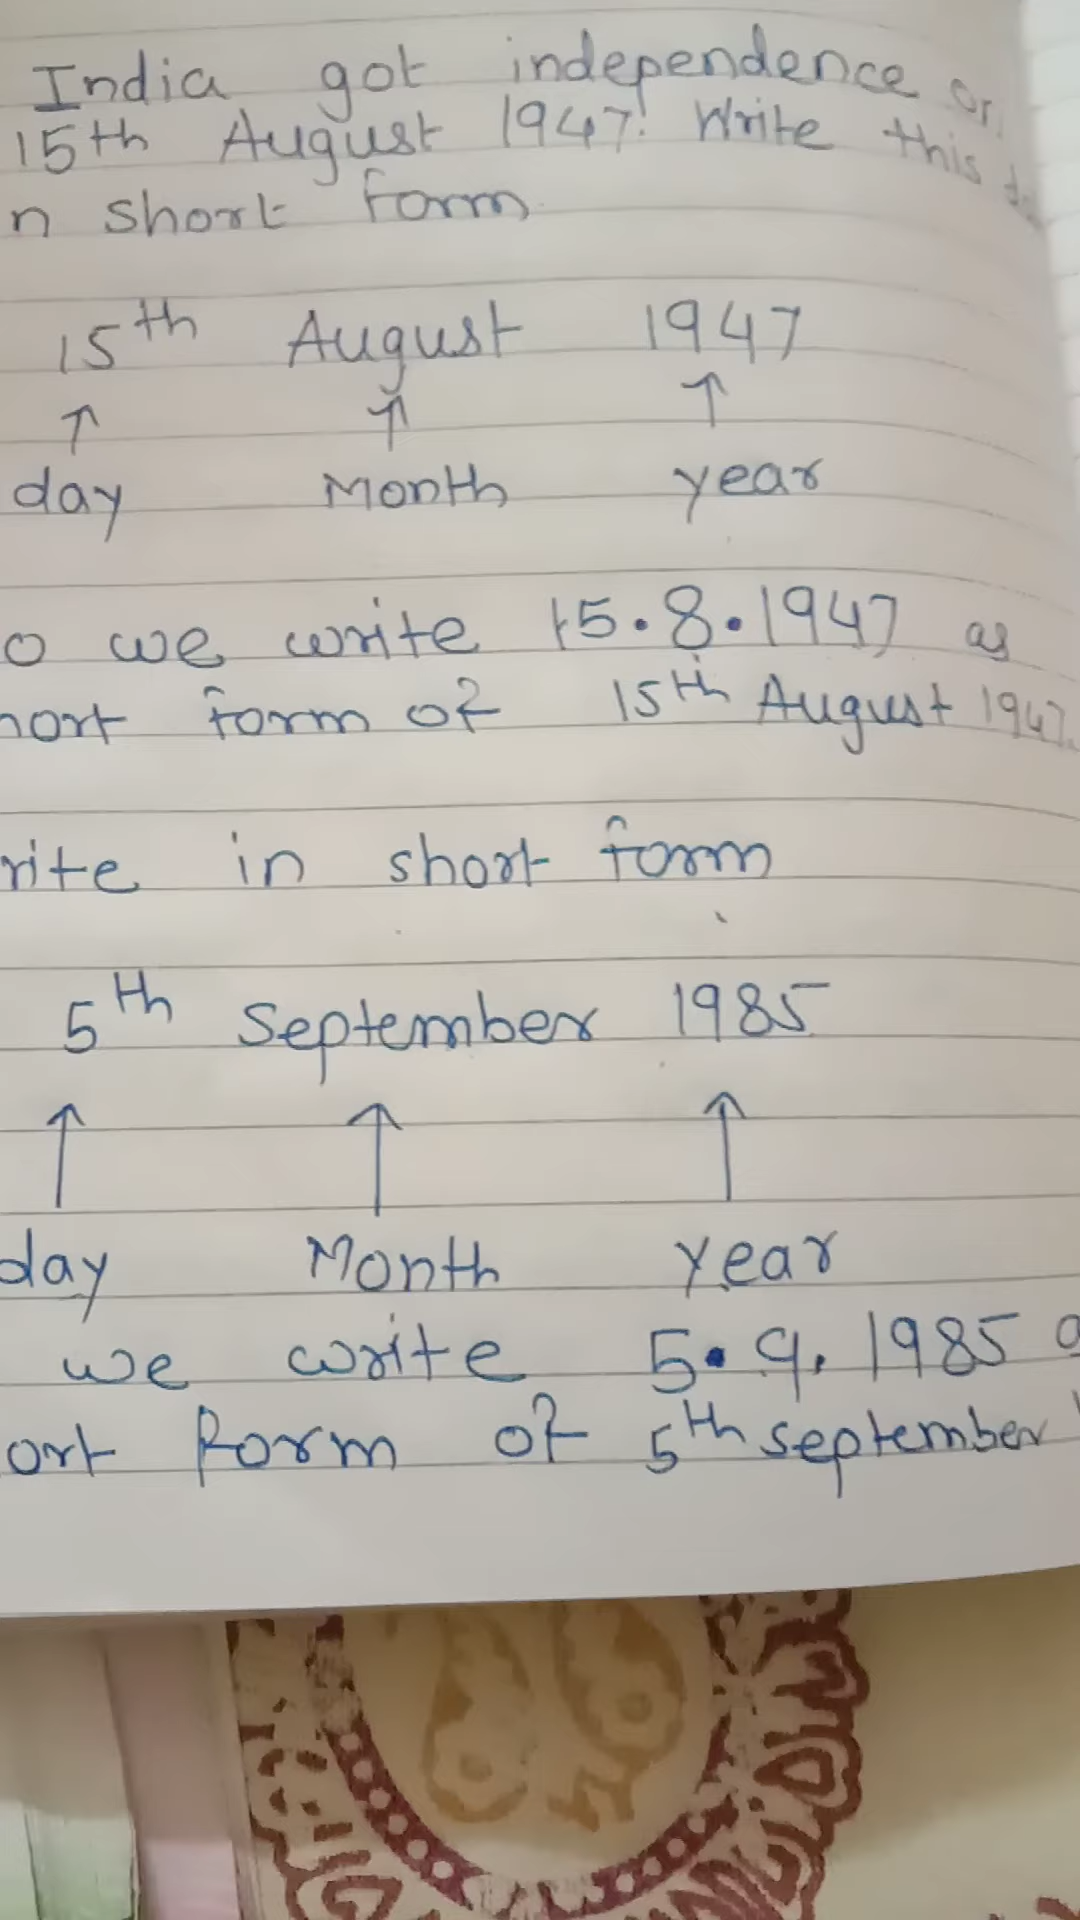 India got independence on
15th August 1947. Write this
n short form
15th August 1947
↑ ↑ ↑
day Month year
o we write 15.8.1947 as
hort form of 15th August 1947.
rite in short form
5th September 1985
↑ ↑ ↑
day Month year
we write 5.9.1985
ort form of 5th september